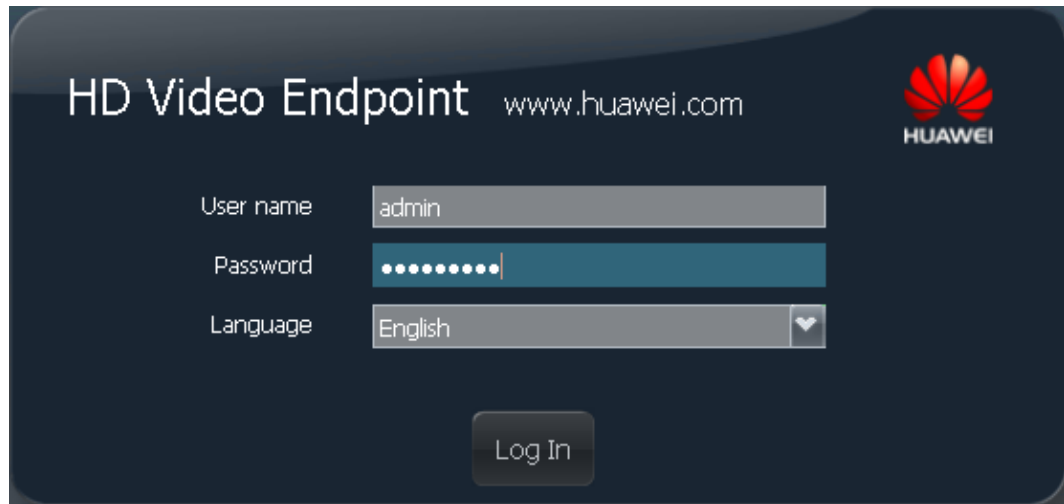 HD Video Endpoint www.huawei.com
HUAWEI
User name admin
Password •••••••••
Language English
Log In